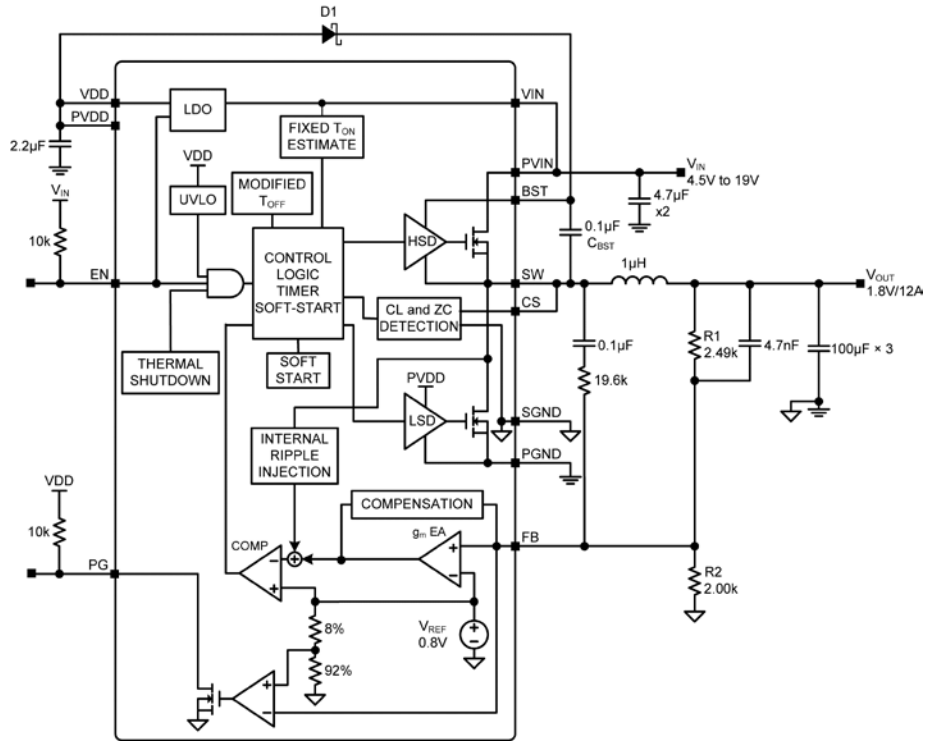 D1
VDD
LDO
VIN
PVDD
2.2µF
FIXED TON
ESTIMATE
VDD
PVIN
VIN
4.5V to 19V
VIN
UVLO
MODIFIED
TOFF
BST
4.7µF
x2
10k
HSD
0.1µF
CBST
CONTROL
LOGIC
TIMER
SOFT-START
EN
SW
1µH
VOUT
1.8V/12A
CS
CL and ZC
DETECTION
THERMAL
SHUTDOWN
SOFT
START
0.1µF
R1
2.49k
4.7nF
100µF × 3
19.6k
PVDD
LSD
SGND
INTERNAL
RIPPLE
INJECTION
PGND
VDD
COMPENSATION
10k
gm EA
FB
COMP
PG
R2
2.00k
8%
VREF
0.8V
92%